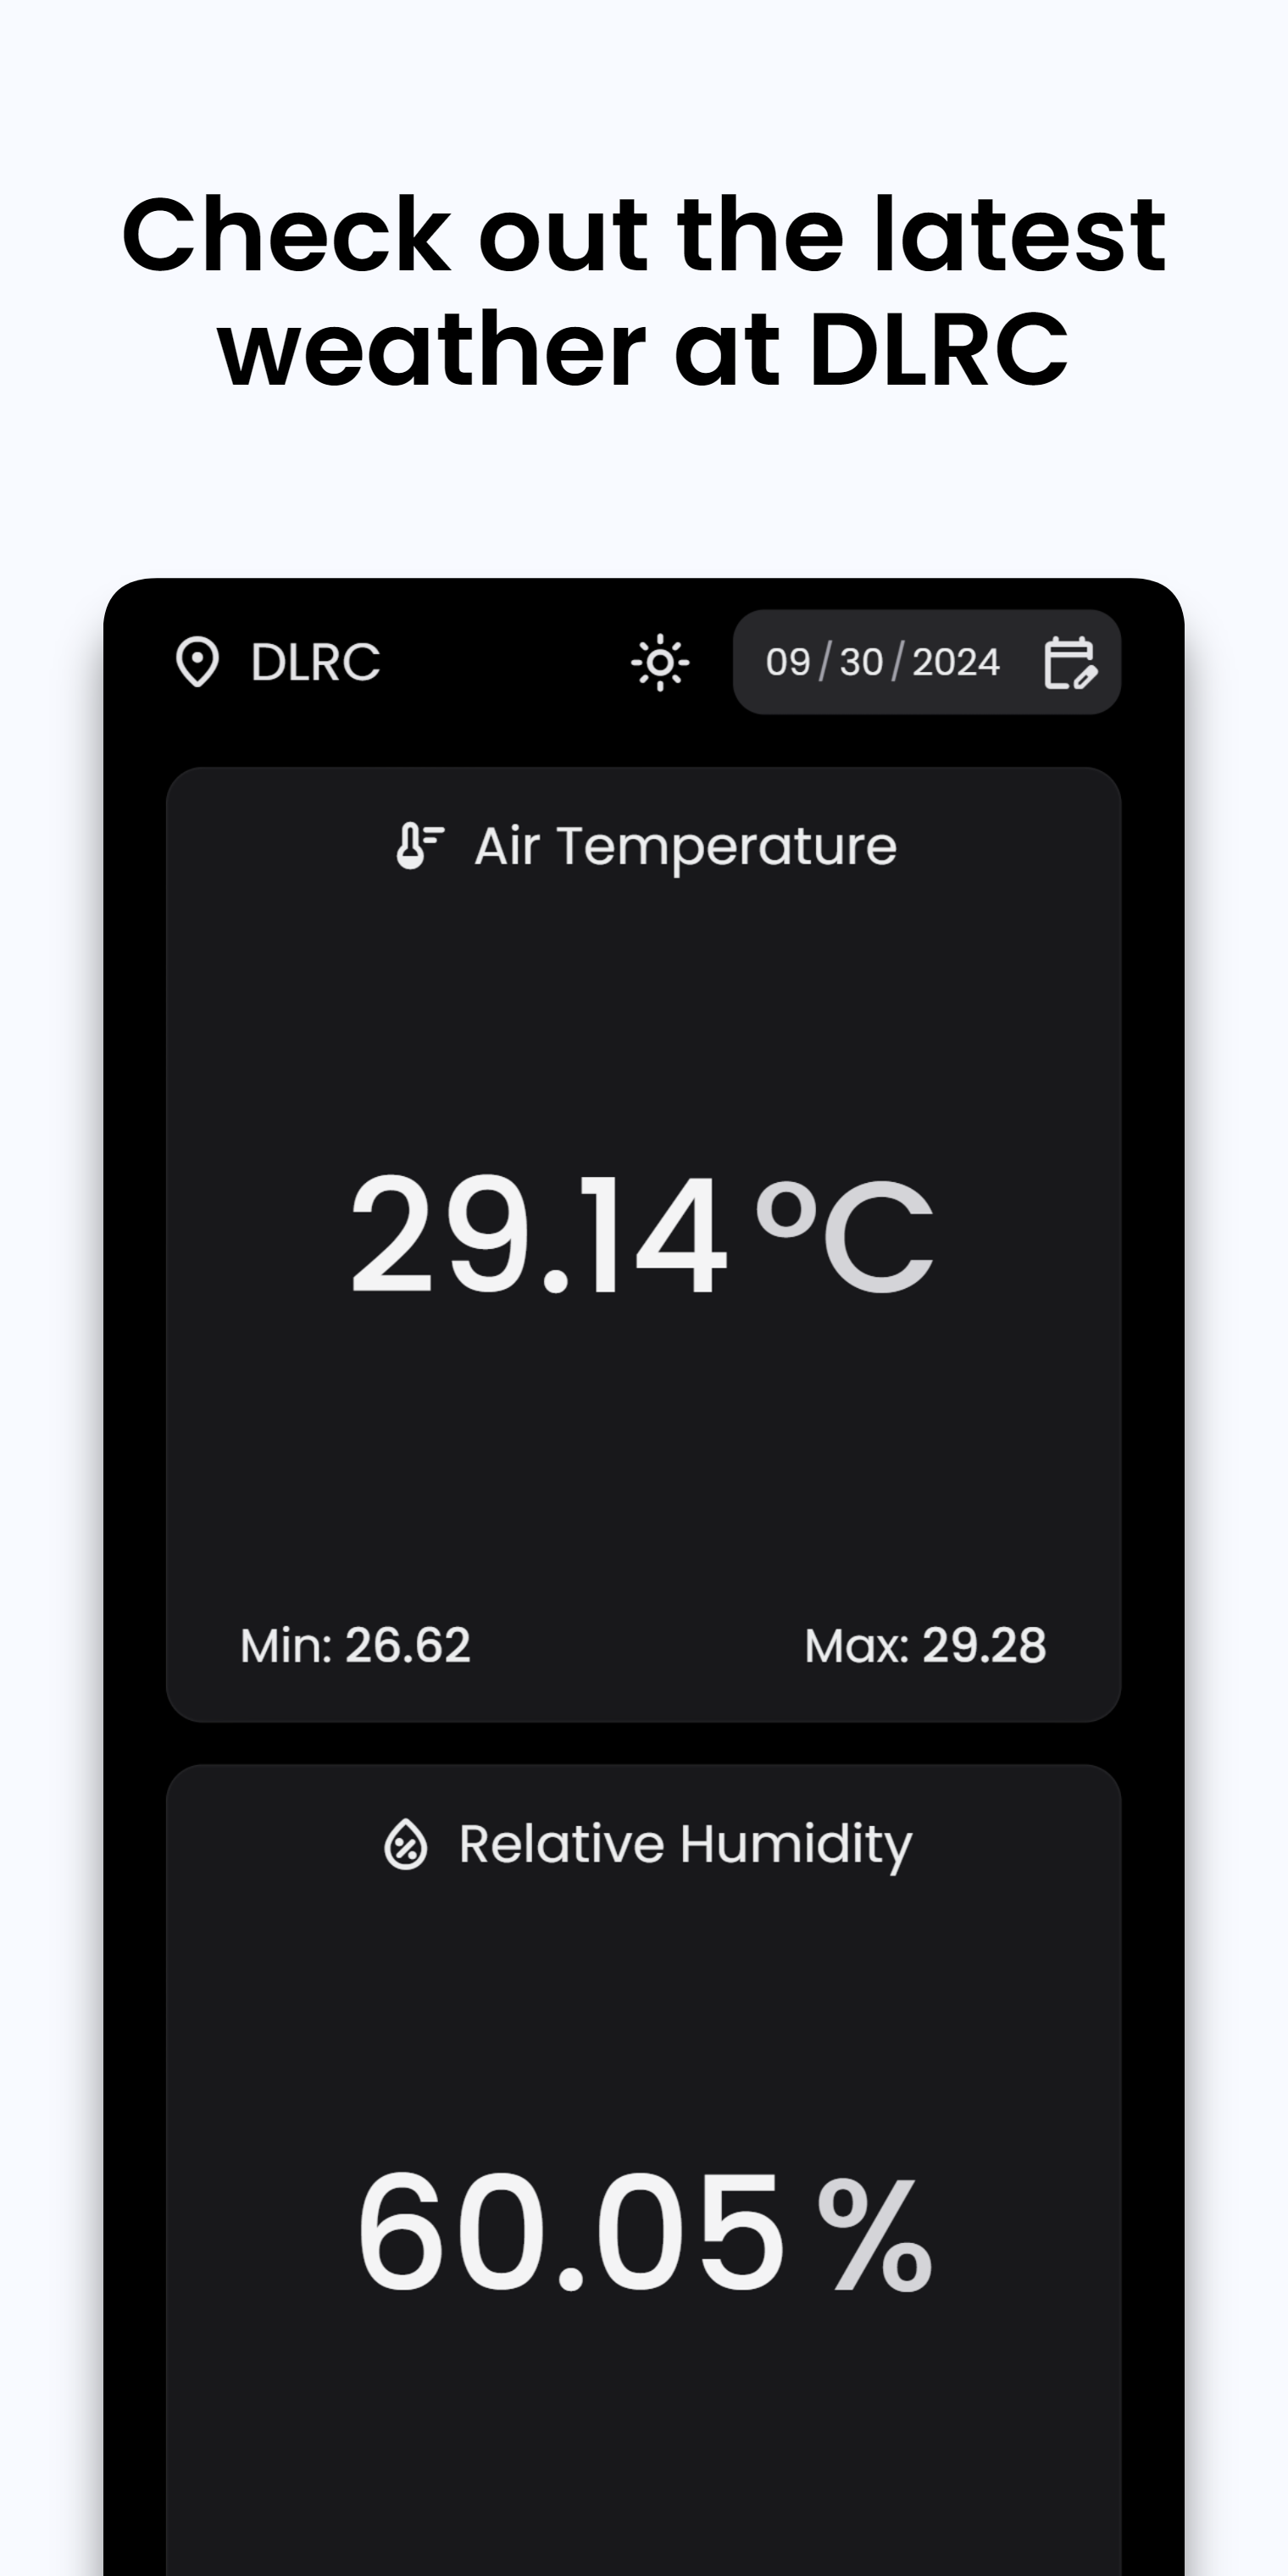 Check out the latest
weather at DLRC
DLRC
09/30/2024
Air Temperature
29.14 °C
Min: 26.62
Max: 29.28
Relative Humidity
60.05 %